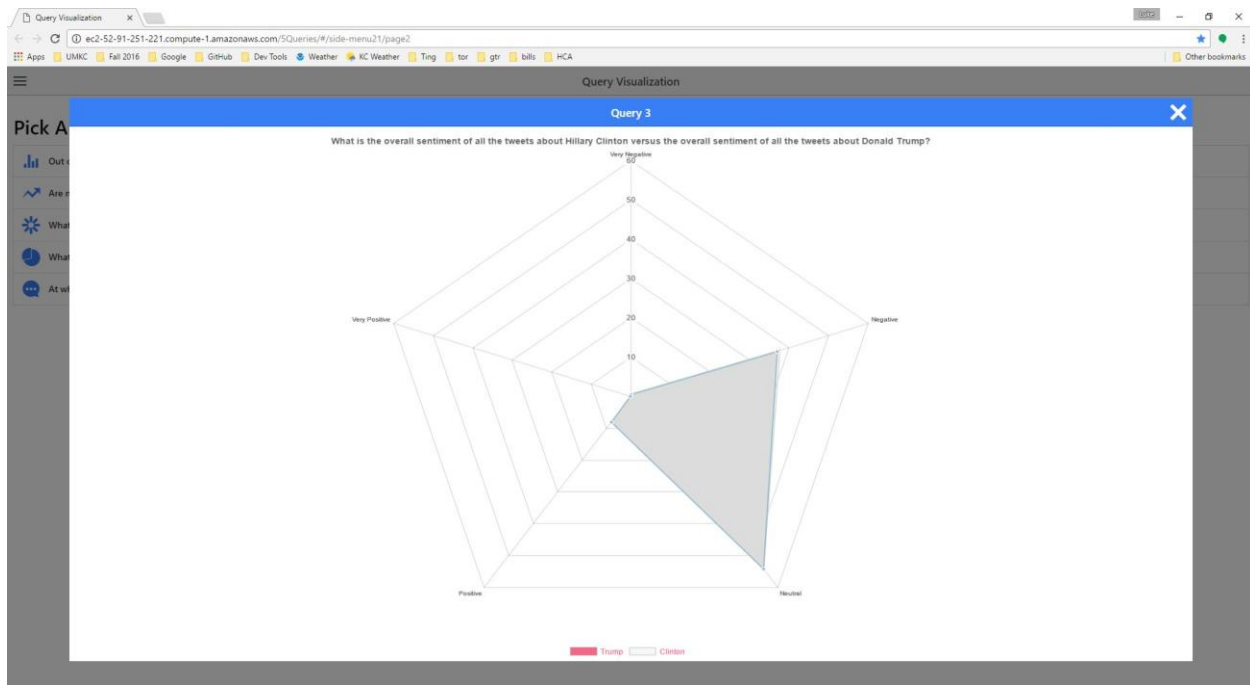 Query Visualization
ec2-52-91-251-221.compute-1.amazonaws.com/5Queries/#/side-menu21/page2
Apps UMKC Fall 2016 Google GitHub Dev Tools Weather KC Weather Ting tor gtr bills HCA Other bookmarks
Query Visualization
Query 3
Pick A
What is the overall sentiment of all the tweets about Hillary Clinton versus the overall sentiment of all the tweets about Donald Trump?
Very Negative
60
Out
50
Are
40
What
30
What
At
20
Very Positive
Negative
10
Positive
Neutral
Trump Clinton